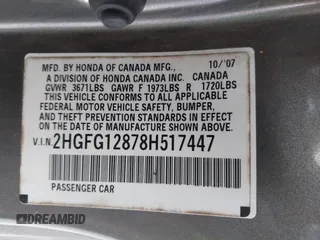 MFD. BY HONDA OF CANADA MFG., 10/'07
A DIVISION OF HONDA CANADA INC. CANADA
GVWR 3671LBS GAWR F 1973LBS R 1720LBS
THIS VEHICLE CONFORMS TO ALL APPLICABLE
FEDERAL MOTOR VEHICLE SAFETY, BUMPER,
AND THEFT PREVENTION STANDARDS IN EFFECT
ON THE DATE OF MANUFACTURE SHOWN ABOVE.
V.I.N. 2HGFG12878H517447
PASSENGER CAR
DREAMBID